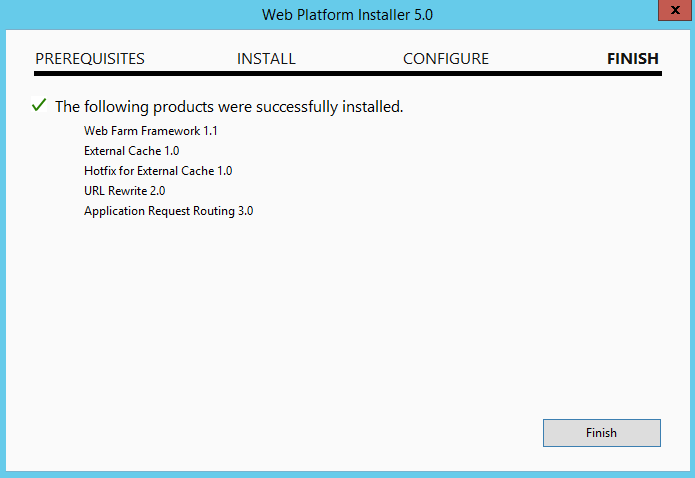 Web Platform Installer 5.0
x
PREREQUISITES INSTALL CONFIGURE FINISH
The following products were successfully installed.
Web Farm Framework 1.1
External Cache 1.0
Hotfix for External Cache 1.0
URL Rewrite 2.0
Application Request Routing 3.0
Finish